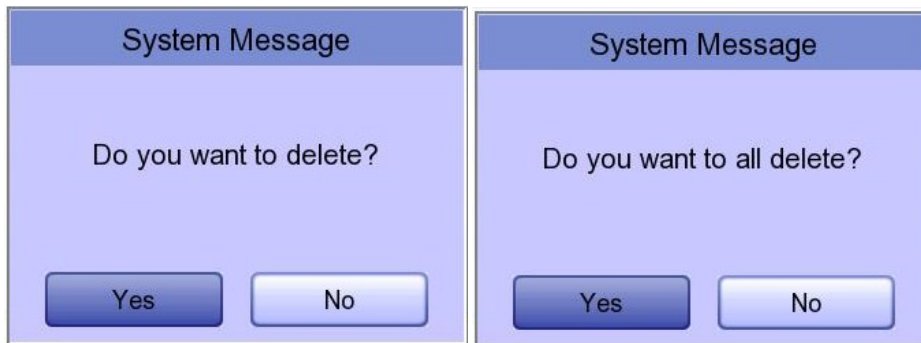 System Message
Do you want to delete?
Yes
No
System Message
Do you want to all delete?
Yes
No